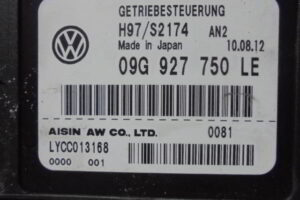 GETRIEBESTEUERUNG
H97/S2174 AN2
Made in Japan 10.08.12
09G 927 750 LE
AISIN AW CO., LTD. 0081
LYCC013168
0000 001